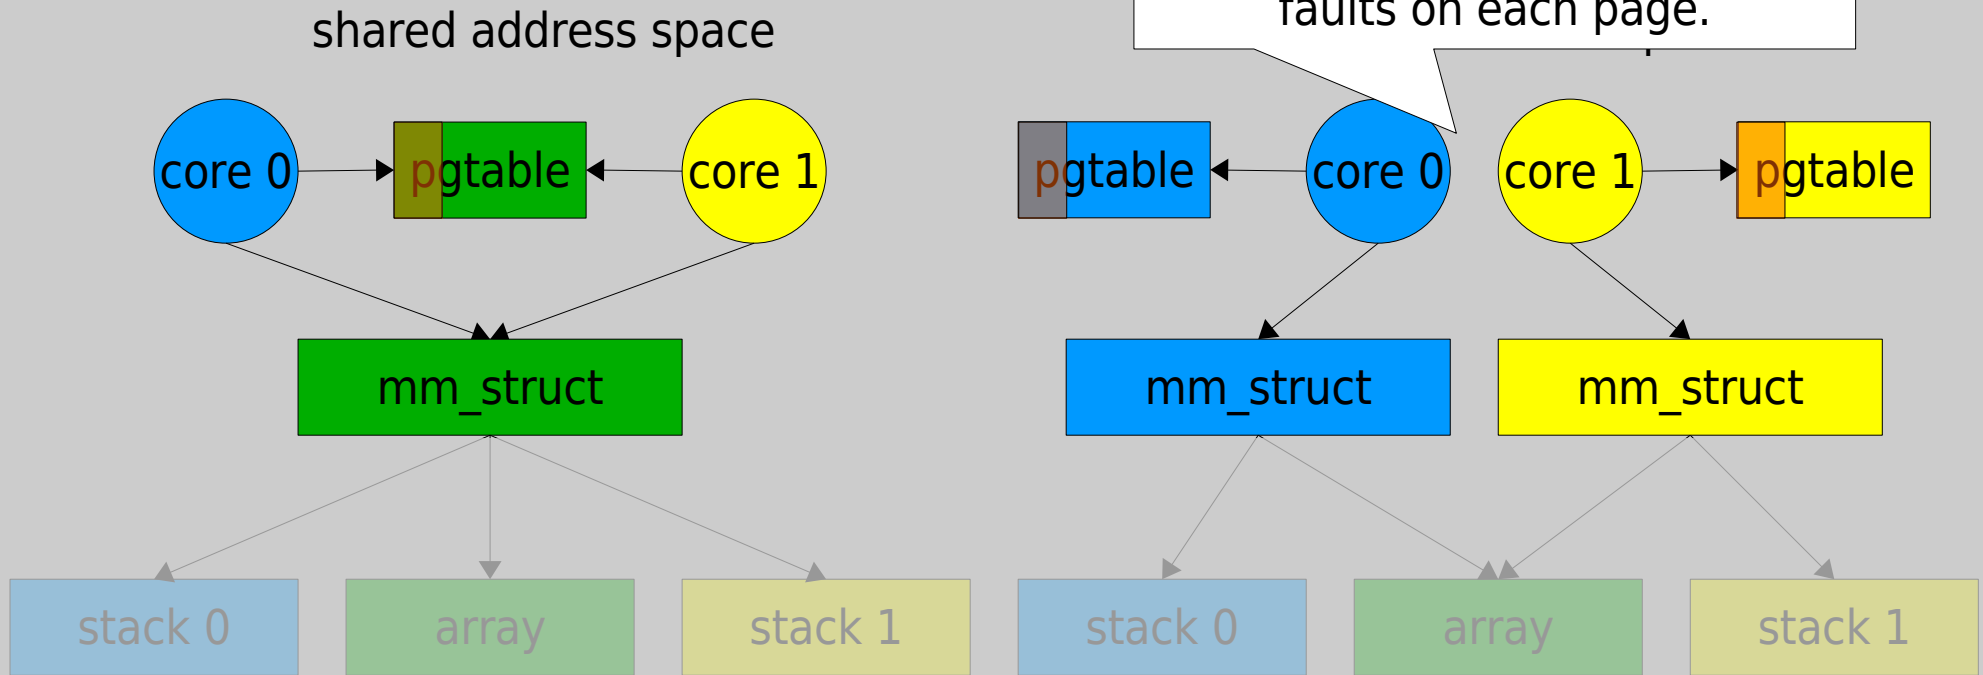 shared address space
faults on each page.
core 0
pgtable
core 1
pgtable
core 0
core 1
pgtable
mm_struct
mm_struct
mm_struct
stack 0
array
stack 1
stack 0
array
stack 1